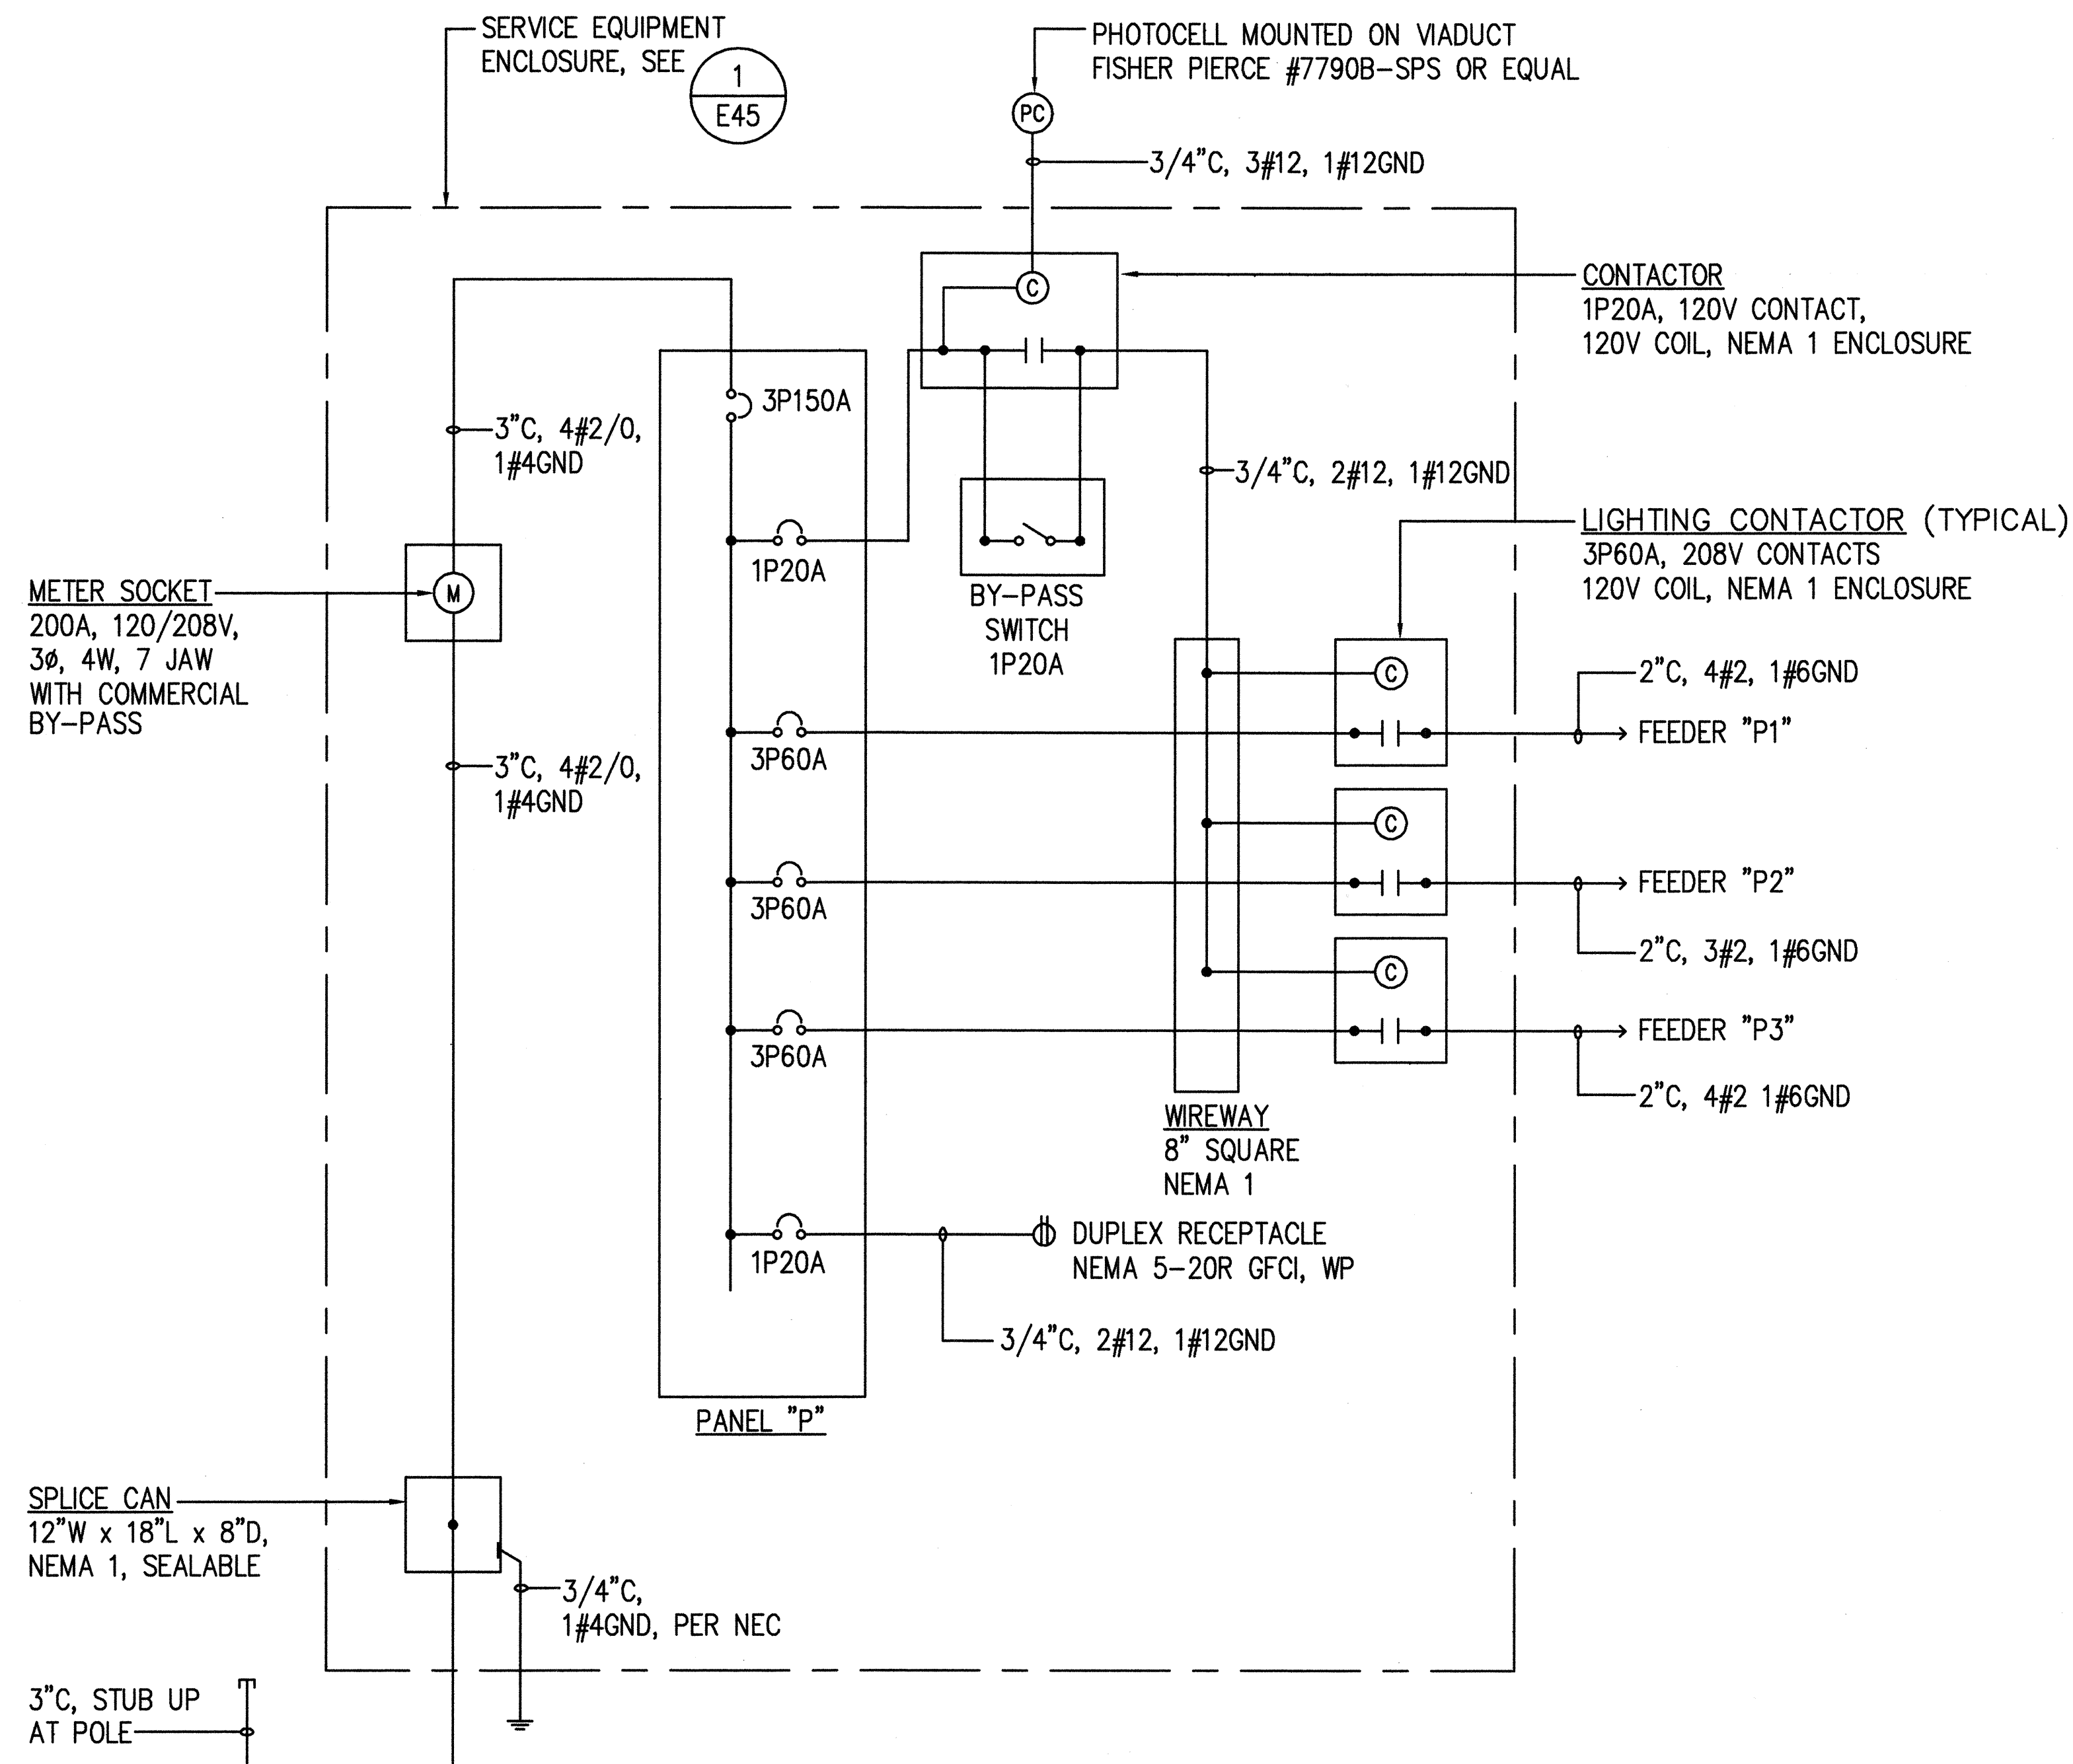 SERVICE EQUIPMENT
ENCLOSURE, SEE
1
E45
PHOTOCELL MOUNTED ON VIADUCT
FISHER PIERCE #7790B-SPS OR EQUAL
PC
3/4"C, 3#12, 1#12GND
C
CONTACTOR
1P20A, 120V CONTACT,
120V COIL, NEMA 1 ENCLOSURE
3P150A
3"C, 4#2/0,
1#4GND
3/4"C, 2#12, 1#12GND
1P20A
BY-PASS
SWITCH
1P20A
LIGHTING CONTACTOR (TYPICAL)
3P60A, 208V CONTACTS
120V COIL, NEMA 1 ENCLOSURE
METER SOCKET
200A, 120/208V,
3ø, 4W, 7 JAW
WITH COMMERCIAL
BY-PASS
M
C
2"C, 4#2, 1#6GND
FEEDER "P1"
3P60A
3"C, 4#2/0,
1#4GND
C
FEEDER "P2"
3P60A
2"C, 3#2, 1#6GND
C
FEEDER "P3"
3P60A
2"C, 4#2 1#6GND
WIREWAY
8" SQUARE
NEMA 1
1P20A
DUPLEX RECEPTACLE
NEMA 5-20R GFCI, WP
3/4"C, 2#12, 1#12GND
PANEL "P"
SPLICE CAN
12"W x 18"L x 8"D,
NEMA 1, SEALABLE
3/4"C,
1#4GND, PER NEC
3"C, STUB UP
AT POLE